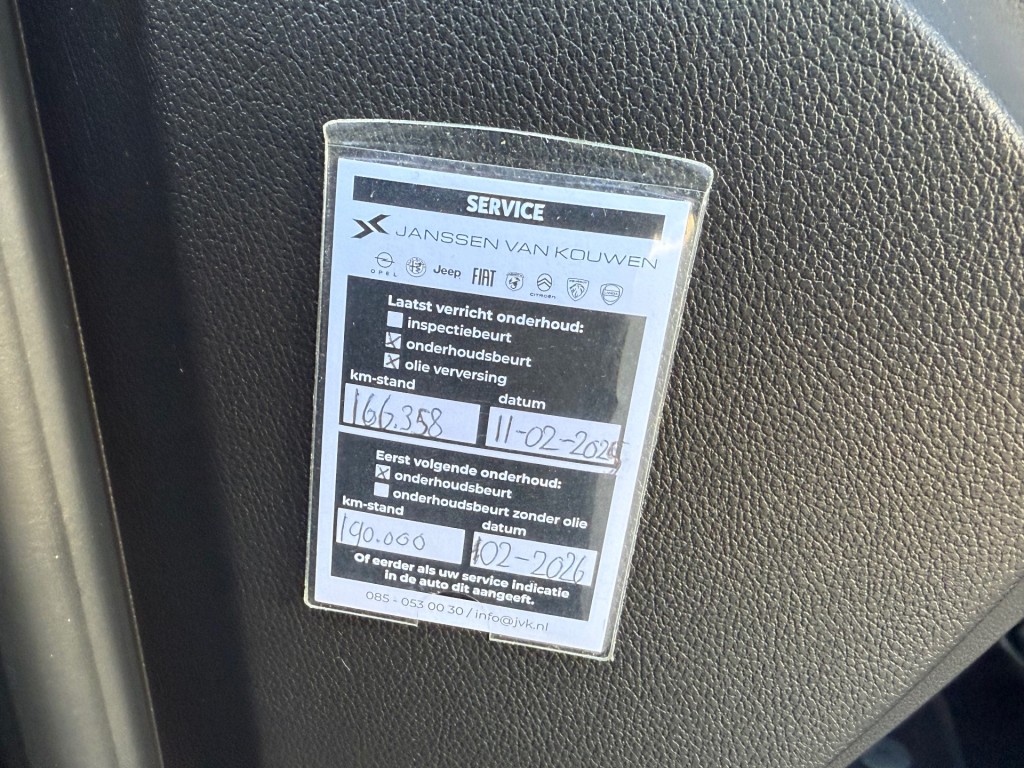 SERVICE
JANSSEN VAN KOUWEN
OPEL Jeep FIAT CITROËN
Laatst verricht onderhoud:
inspectiebeurt
onderhoudsbeurt
olie verversing
km-stand datum
166.358 11-02-2025
Eerst volgende onderhoud:
onderhoudsbeurt
onderhoudsbeurt zonder olie
km-stand datum
190.000 02-2026
Of eerder als uw service indicatie
in de auto dit aangeeft.
085 - 053 00 30 / info@jvk.nl